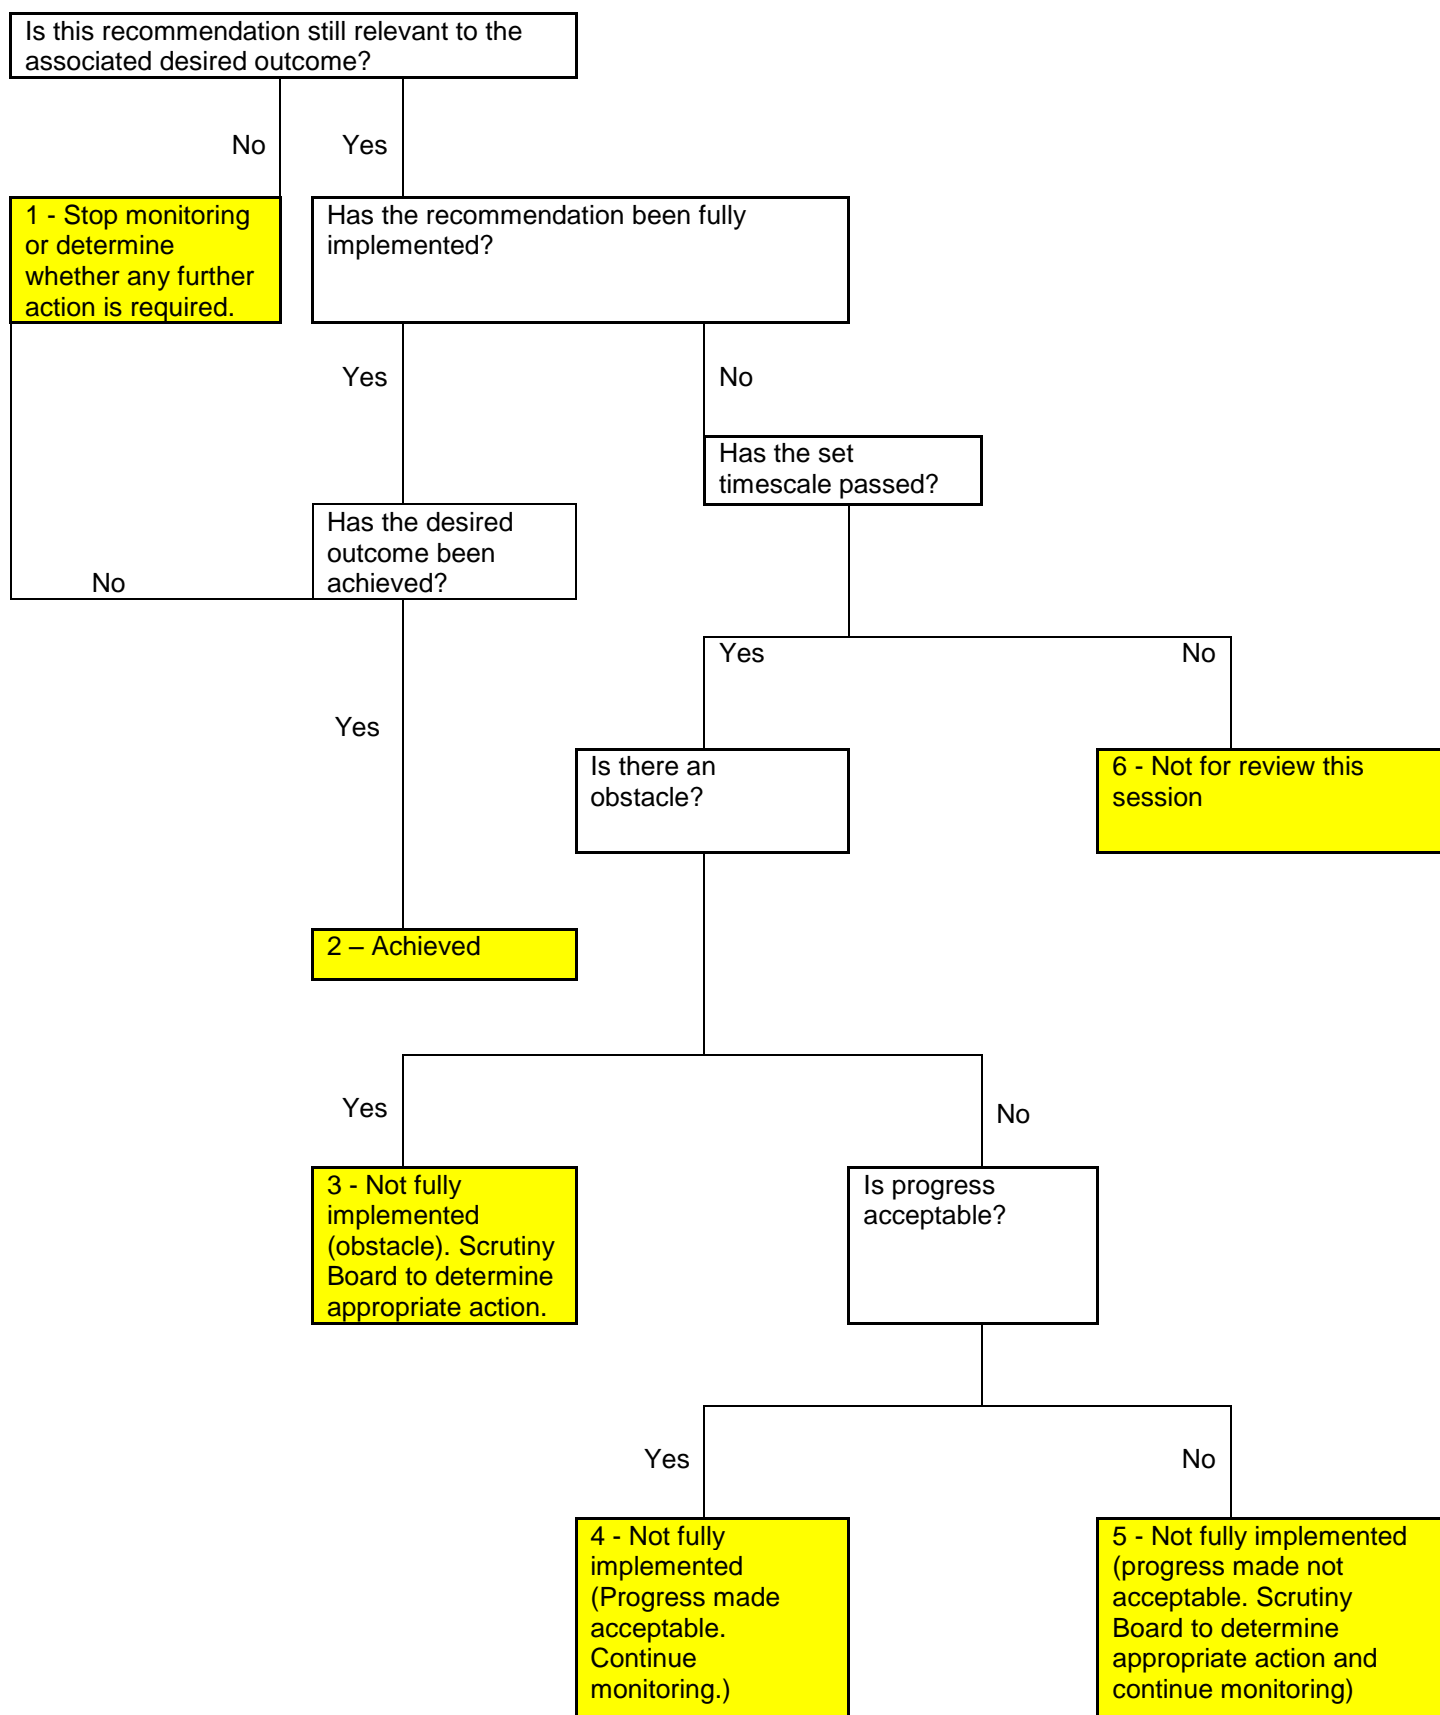 Is this recommendation still relevant to the
associated desired outcome?
No
Yes
1 - Stop monitoring
or determine
whether any further
action is required.
Has the recommendation been fully
implemented?
Yes
No
Has the set
timescale passed?
Has the desired
outcome been
achieved?
No
Yes
No
Yes
Is there an
obstacle?
6 - Not for review this
session
2 – Achieved
Yes
No
3 - Not fully
implemented
(obstacle). Scrutiny
Board to determine
appropriate action.
Is progress
acceptable?
Yes
No
4 - Not fully
implemented
(Progress made
acceptable.
Continue
monitoring.)
5 - Not fully implemented
(progress made not
acceptable. Scrutiny
Board to determine
appropriate action and
continue monitoring)